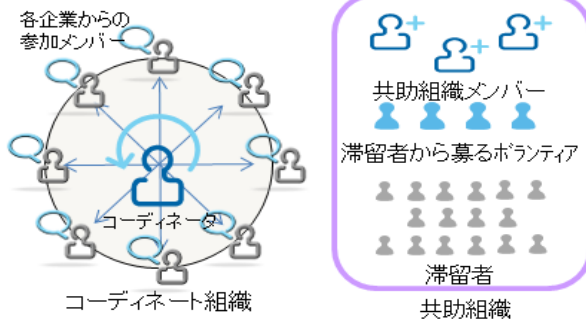 各企業からの
参加メンバー
コーディネータ
コーディネート組織
共助組織メンバー
滞留者から募るボランティア
滞留者
共助組織